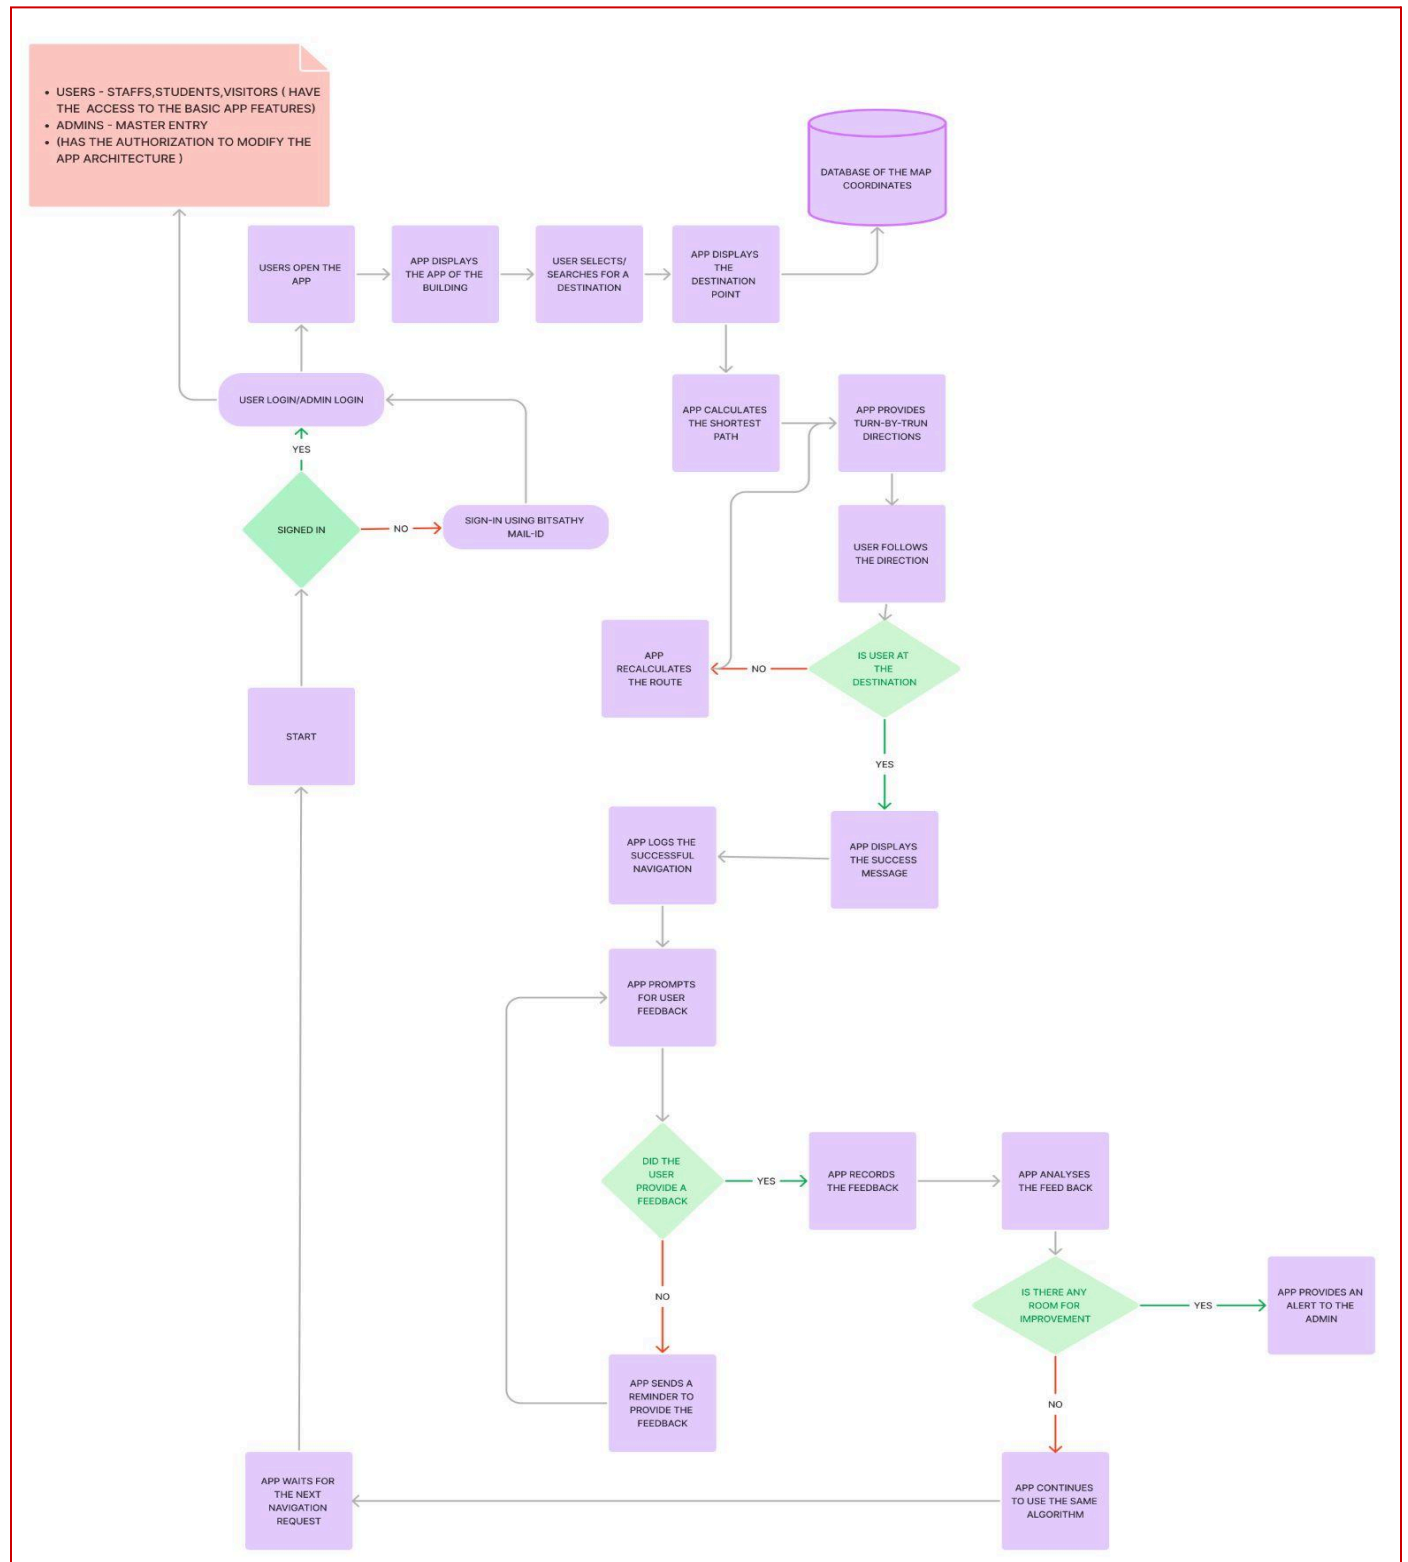 • USERS - STAFFS,STUDENTS,VISITORS ( HAVE
THE ACCESS TO THE BASIC APP FEATURES)
• ADMINS - MASTER ENTRY
• (HAS THE AUTHORIZATION TO MODIFY THE
APP ARCHITECTURE )
DATABASE OF THE MAP
COORDINATES
USERS OPEN THE
APP
APP DISPLAYS
THE APP OF THE
BUILDING
USER SELECTS/
SEARCHES FOR A
DESTINATION
APP DISPLAYS
THE
DESTINATION
POINT
USER LOGIN/ADMIN LOGIN
APP CALCULATES
THE SHORTEST
PATH
APP PROVIDES
TURN-BY-TRUN
DIRECTIONS
YES
SIGNED IN
NO
SIGN-IN USING BITSATHY
MAIL-ID
USER FOLLOWS
THE DIRECTION
APP
RECALCULATES
THE ROUTE
NO
IS USER AT
THE
DESTINATION
START
YES
APP LOGS THE
SUCCESSFUL
NAVIGATION
APP DISPLAYS
THE SUCCESS
MESSAGE
APP PROMPTS
FOR USER
FEEDBACK
DID THE
USER
PROVIDE A
FEEDBACK
YES
APP RECORDS
THE FEEDBACK
APP ANALYSES
THE FEED BACK
NO
IS THERE ANY
ROOM FOR
IMPROVEMENT
YES
APP PROVIDES AN
ALERT TO THE
ADMIN
APP SENDS A
REMINDER TO
PROVIDE THE
FEEDBACK
NO
APP WAITS FOR
THE NEXT
NAVIGATION
REQUEST
APP CONTINUES
TO USE THE SAME
ALGORITHM